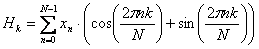 H_k = \sum_{n=0}^{N-1} x_n \cdot \left( \cos\left( \frac{2\pi nk}{N} \right) + \sin\left( \frac{2\pi nk}{N} \right) \right)